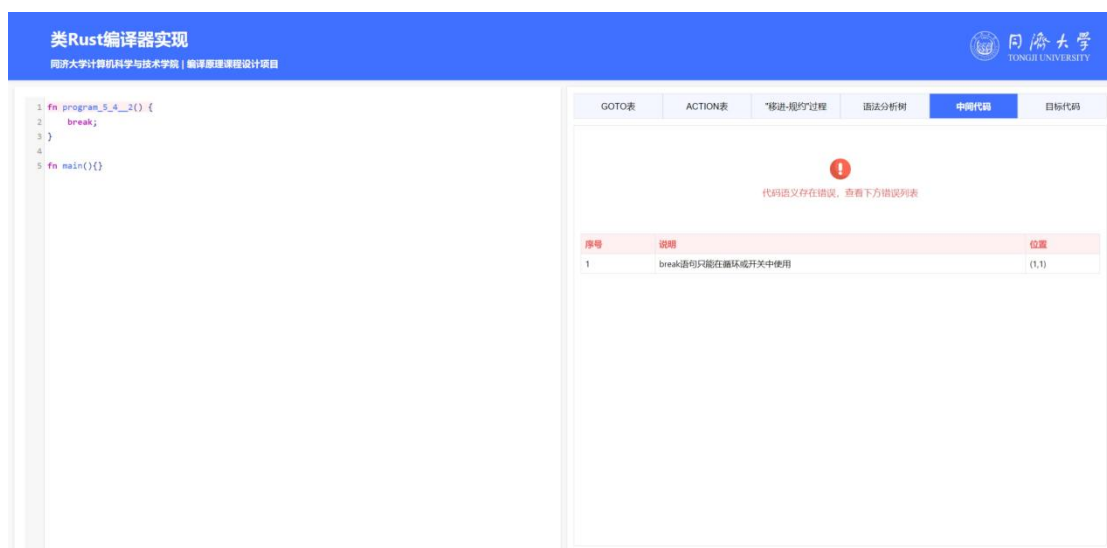 类Rust编译器实现
同济大学计算机科学与技术学院 | 编译原理课程设计项目
同济大学
TONGJI UNIVERSITY
1 fn program_5_4__2() {
2     break;
3 }
4
5 fn main(){}
GOTO表 ACTION表 "移进-规约"过程 语法分析树 中间代码 目标代码
代码语义存在错误，查看下方错误列表
序号 说明 位置
1 break语句只能在循环或开关中使用 (1,1)